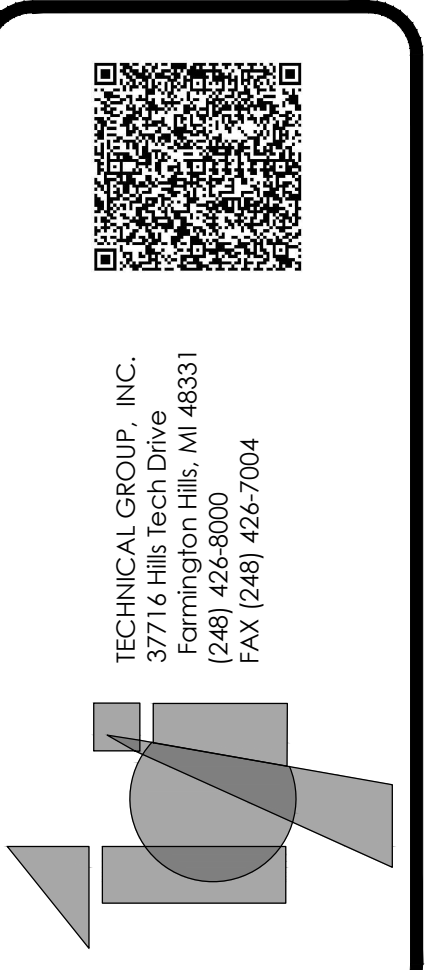 TECHNICAL GROUP, INC.
37716 Hills Tech Drive
Farmington Hills, MI 48331
(248) 426-8000
FAX (248) 426-7004